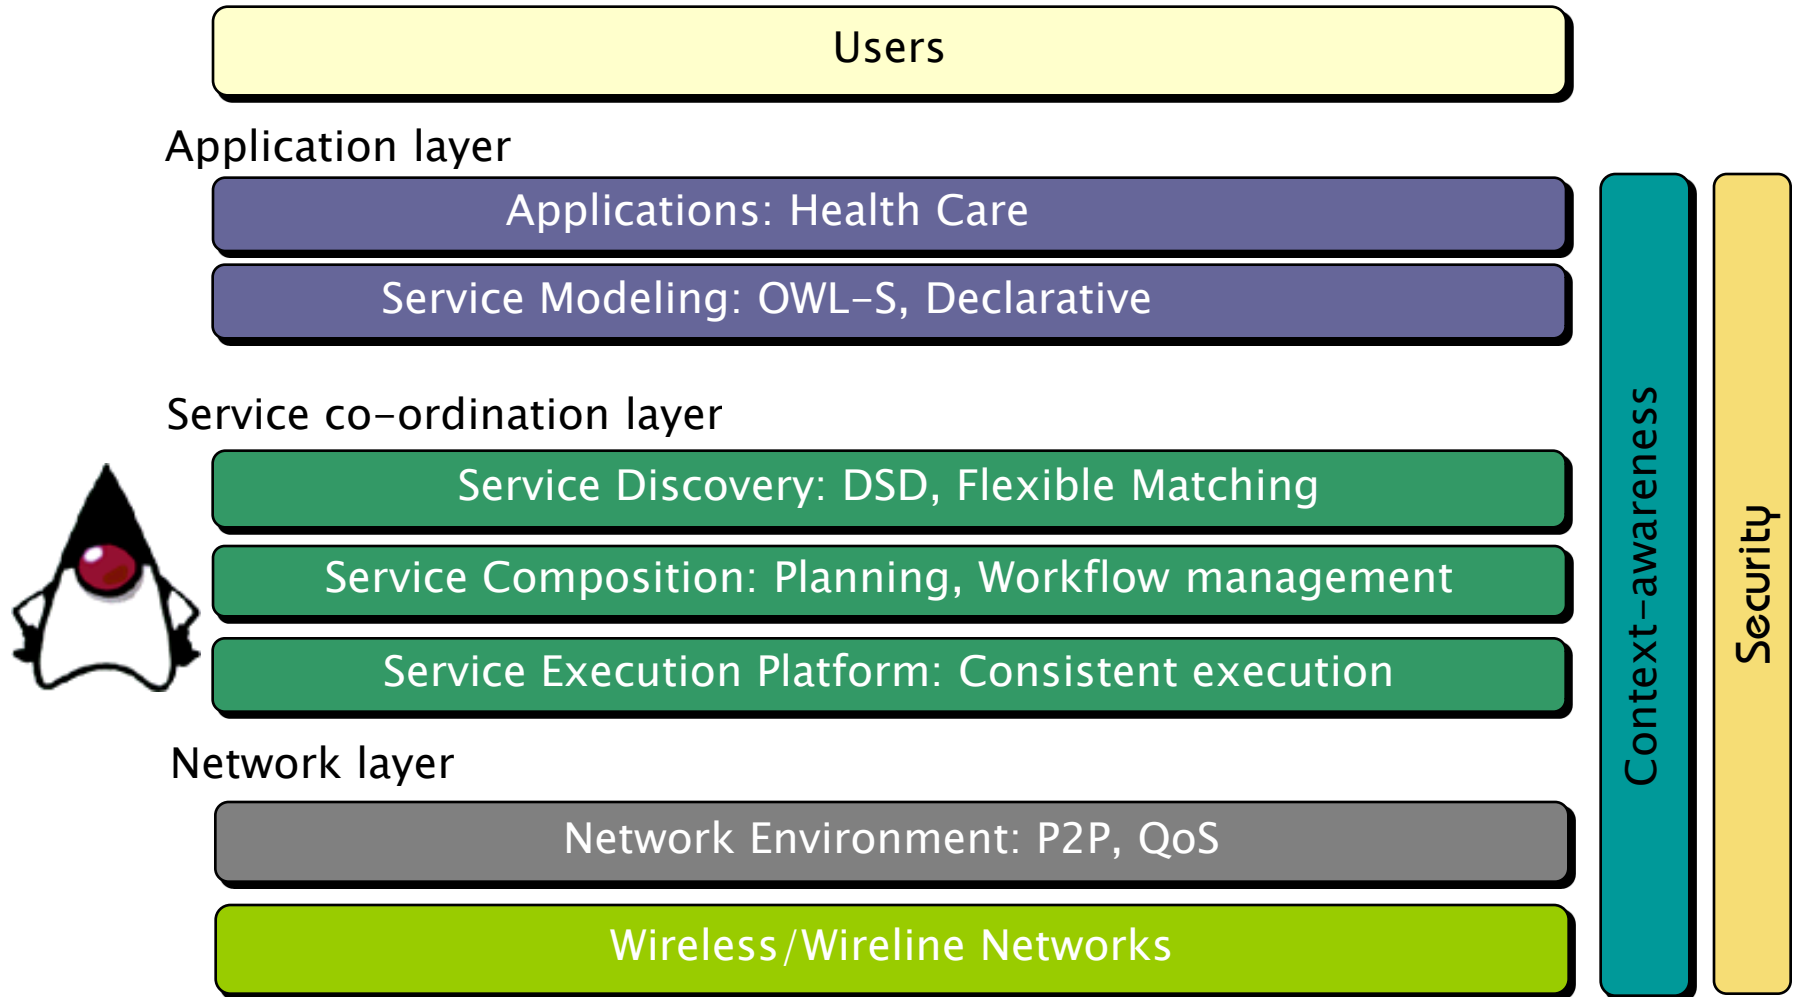 Users
Application layer
Applications: Health Care
Service Modeling: OWL-S, Declarative
Service co-ordination layer
Service Discovery: DSD, Flexible Matching
Service Composition: Planning, Workflow management
Service Execution Platform: Consistent execution
Network layer
Network Environment: P2P, QoS
Wireless/Wireline Networks
Context-awareness
Security